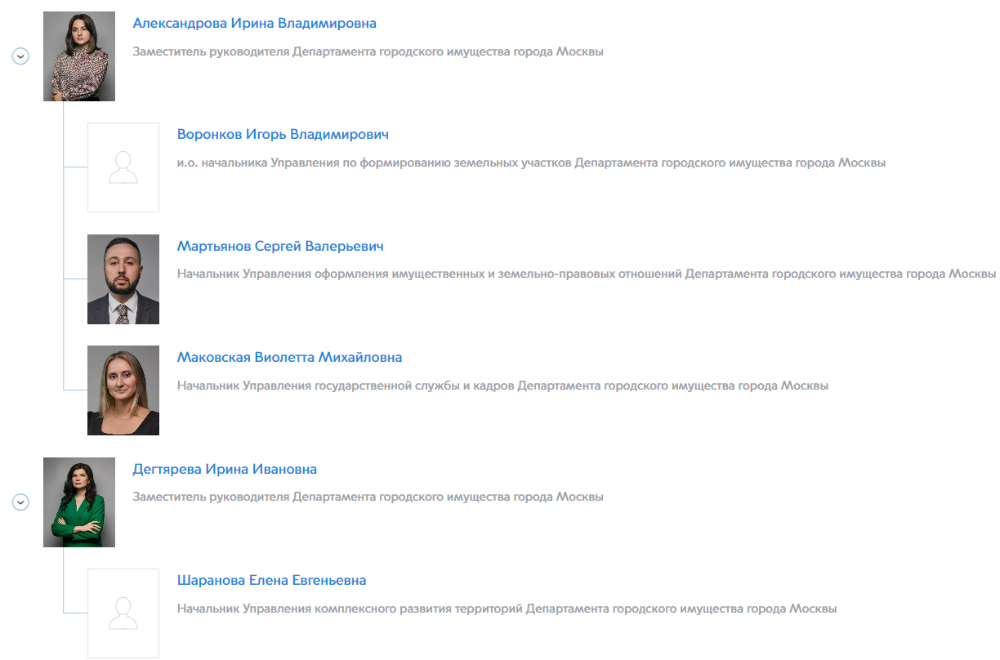 Александрова Ирина Владимировна
Заместитель руководителя Департамента городского имущества города Москвы
Воронков Игорь Владимирович
и.о. начальника Управления по формированию земельных участков Департамента городского имущества города Москвы
Мартьянов Сергей Валерьевич
Начальник Управления оформления имущественных и земельно-правовых отношений Департамента городского имущества города Москвы
Маковская Виолетта Михайловна
Начальник Управления государственной службы и кадров Департамента городского имущества города Москвы
Дегтярева Ирина Ивановна
Заместитель руководителя Департамента городского имущества города Москвы
Шаранова Елена Евгеньевна
Начальник Управления комплексного развития территорий Департамента городского имущества города Москвы